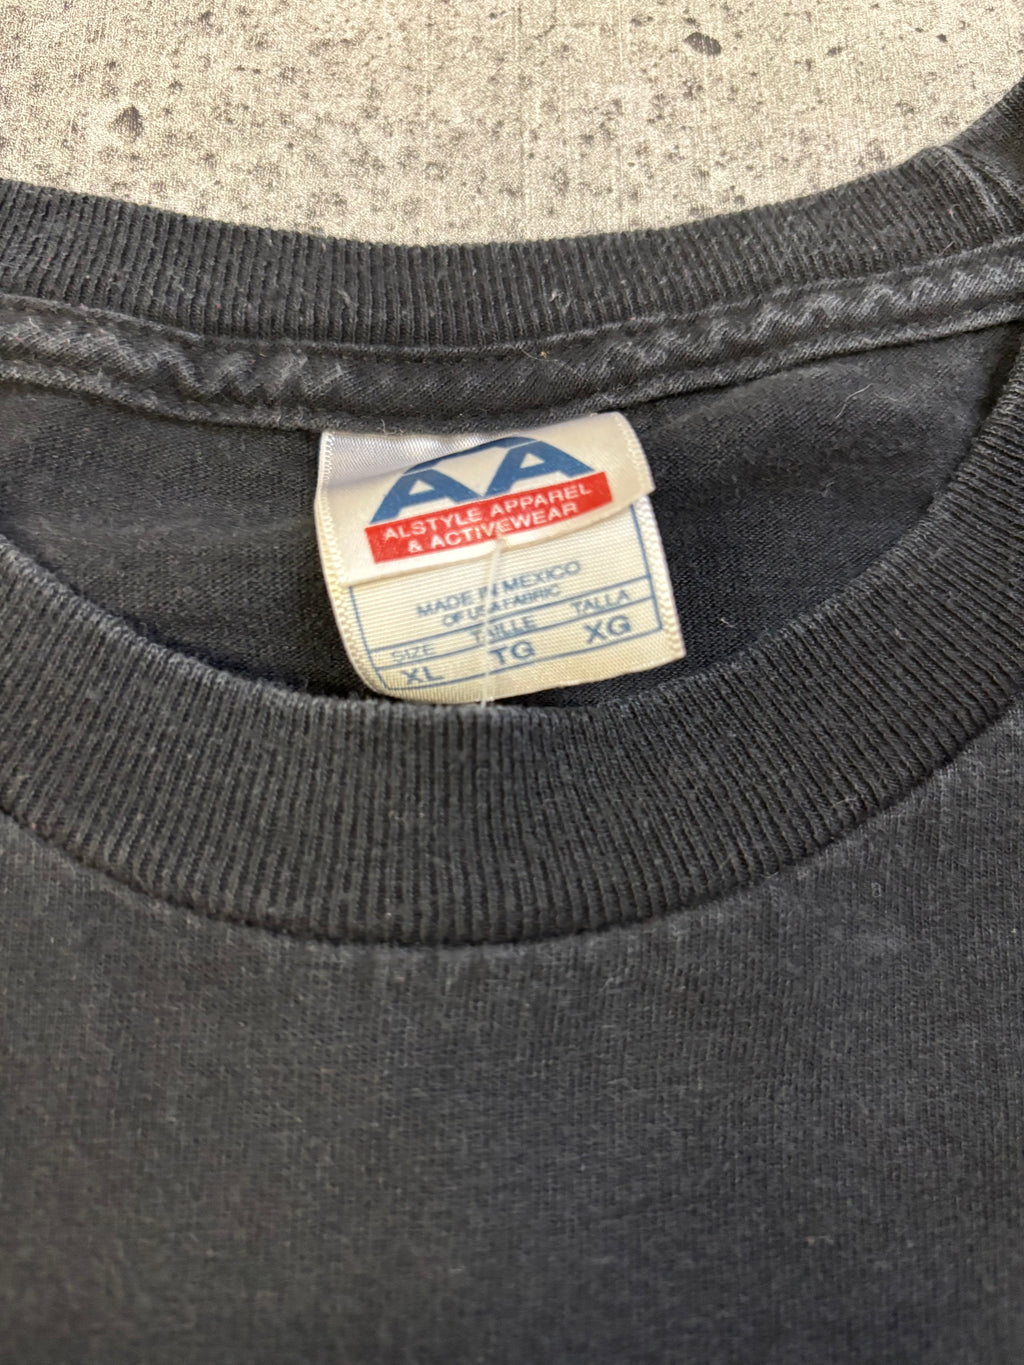 AA
ALSTYLE APPAREL
& ACTIVEWEAR
MADE IN MEXICO
OF USA FABRIC
SIZE TAILLE TALLA
XL TG XG